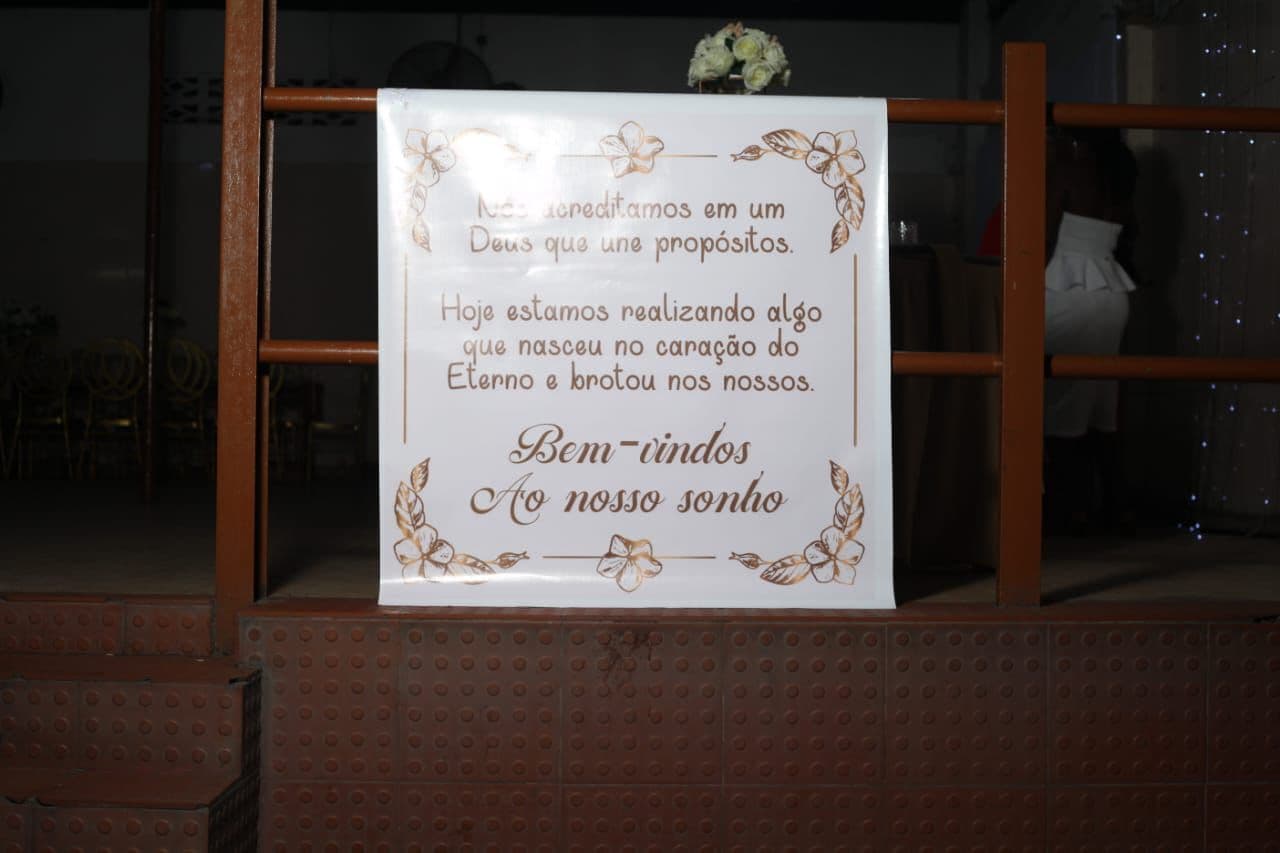 Nós acreditamos em um
Deus que une propósitos.
Hoje estamos realizando algo
que nasceu no caração do
Eterno e brotou nos nossos.
Bem-vindos
Ao nosso sonho